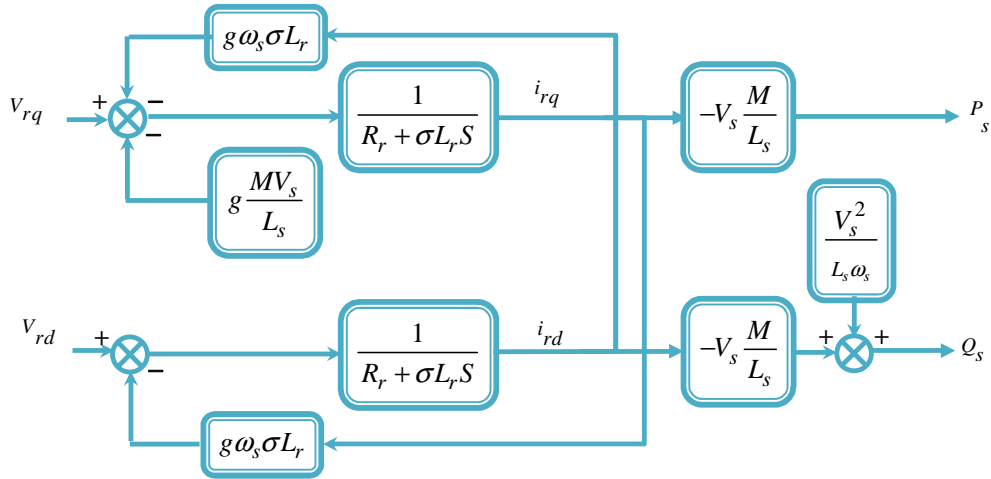 gω_sσL_r
V_rq
+
−
−
1
R_r + σL_rS
i_rq
−V_s M
L_s
P_s
g MV_s
L_s
V_s^2
L_sω_s
V_rd
+
−
1
R_r + σL_rS
i_rd
−V_s M
L_s
+
+
Q_s
gω_sσL_r